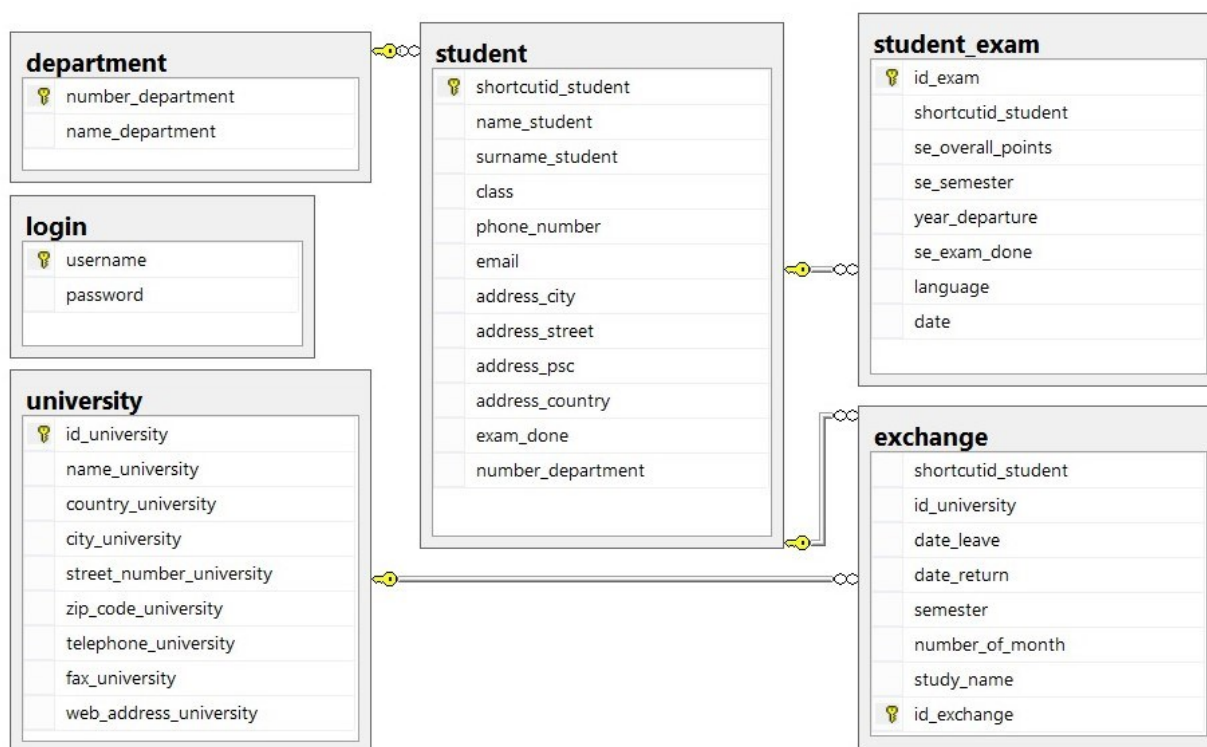 department
number_department
name_department
login
username
password
university
id_university
name_university
country_university
city_university
street_number_university
zip_code_university
telephone_university
fax_university
web_address_university
student
shortcutid_student
name_student
surname_student
class
phone_number
email
address_city
address_street
address_psc
address_country
exam_done
number_department
student_exam
id_exam
shortcutid_student
se_overall_points
se_semester
year_departure
se_exam_done
language
date
exchange
shortcutid_student
id_university
date_leave
date_return
semester
number_of_month
study_name
id_exchange